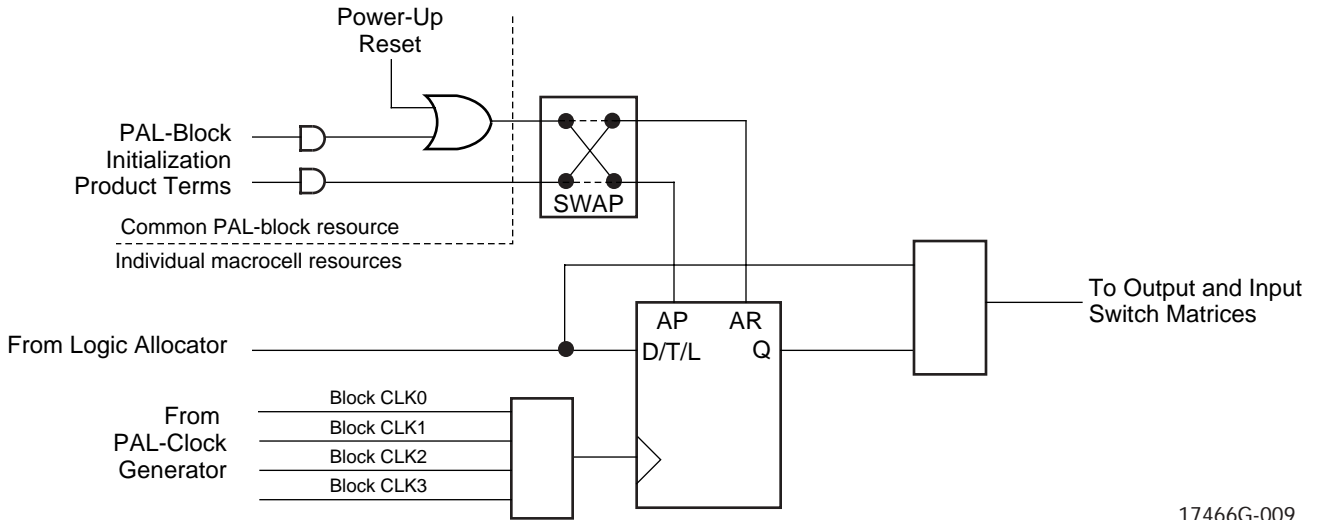 Power-Up
Reset
PAL-Block
Initialization
Product Terms
SWAP
Common PAL-block resource
Individual macrocell resources
To Output and Input
Switch Matrices
AP AR
From Logic Allocator
D/T/L Q
Block CLK0
From
PAL-Clock
Generator
Block CLK1
Block CLK2
Block CLK3
17466G-009